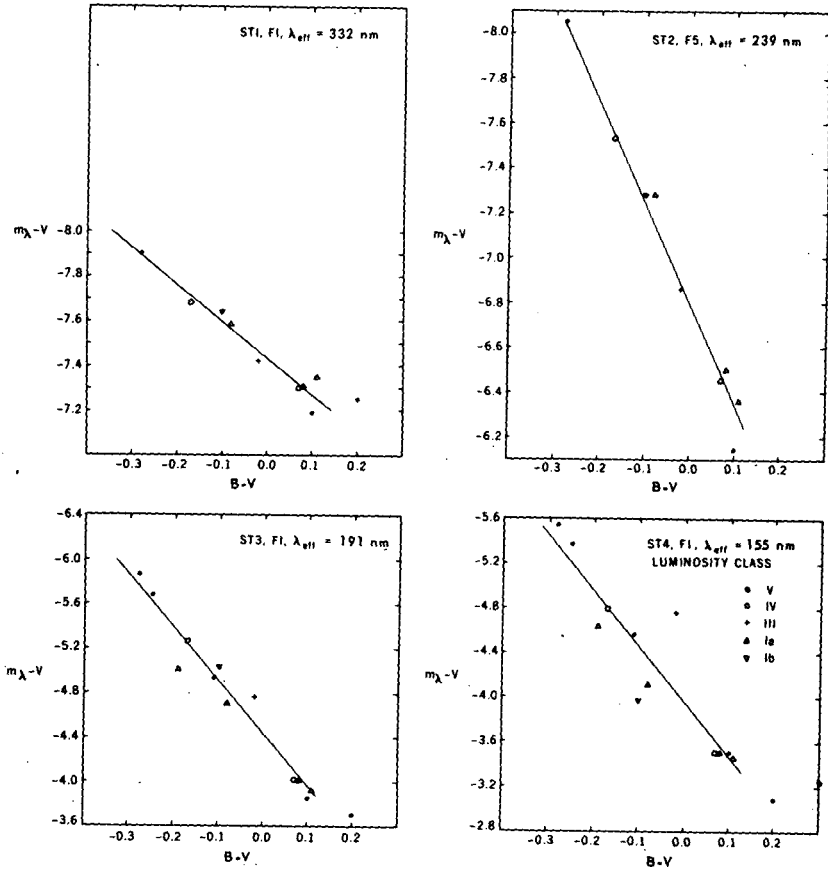 ST1, F1, λeff = 332 nm
mλ-V
-8.0
-7.8
-7.6
-7.4
-7.2
-0.3 -0.2 -0.1 0.0 0.1 0.2
B-V
ST2, F5, λeff = 239 nm
mλ-V
-8.0
-7.8
-7.6
-7.4
-7.2
-6.8
-6.6
-6.4
-6.2
-0.3 -0.2 -0.1 0.0 0.1 0.2
B-V
ST3, F1, λeff = 191 nm
mλ-V
-6.4
-6.0
-5.6
-5.2
-4.8
-4.4
-4.0
-3.6
-0.3 -0.2 -0.1 0.0 0.1 0.2
B-V
ST4, F1, λeff = 155 nm
LUMINOSITY CLASS
V
IV
III
Ia
Ib
mλ-V
-5.6
-5.2
-4.8
-4.4
-4.0
-3.6
-3.2
-2.8
-0.3 -0.2 -0.1 0.0 0.1 0.2
B-V